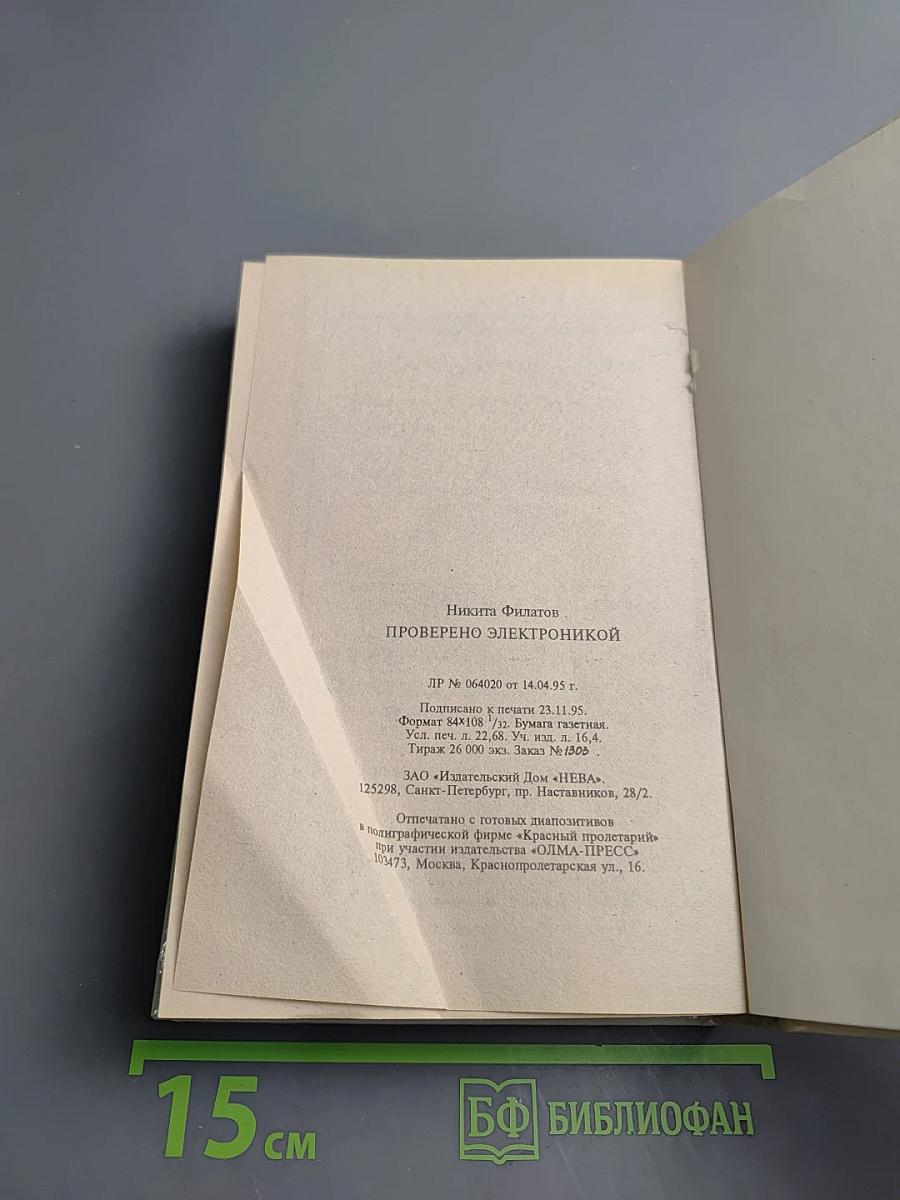 Никита Филатов
ПРОВЕРЕНО ЭЛЕКТРОНИКОЙ
ЛР № 064020 от 14.04.95 г.
Подписано к печати 23.11.95.
Формат 84×108 1/32. Бумага газетная.
Усл. печ. л. 22,68. Уч. изд. л. 16,4.
Тираж 26 000 экз. Заказ № 1303 .
ЗАО «Издательский Дом «НЕВА».
125298, Санкт-Петербург, пр. Наставников, 28/2.
Отпечатано с готовых диапозитивов
в полиграфической фирме «Красный пролетарий»
при участии издательства «ОЛМА-ПРЕСС»
103473, Москва, Краснопролетарская ул., 16.
15 см
БФ БИБЛИОФАН